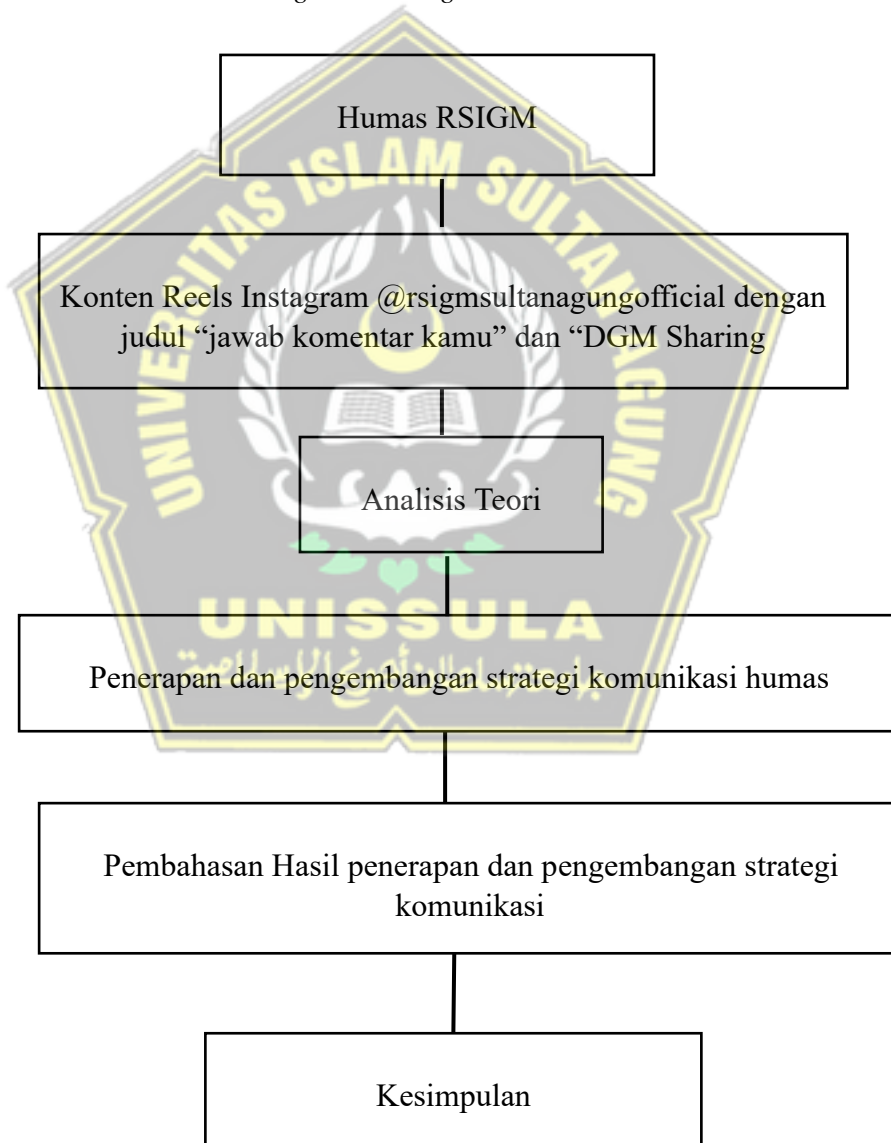 Humas RSIGM
UNIVERSITAS ISLAM SULTAN AGUNG
Konten Reels Instagram @rsigmsultanagungofficial dengan
judul “jawab komentar kamu” dan “DGM Sharing
Analisis Teori
UNISSULA
Penerapan dan pengembangan strategi komunikasi humas
Pembahasan Hasil penerapan dan pengembangan strategi
komunikasi
Kesimpulan